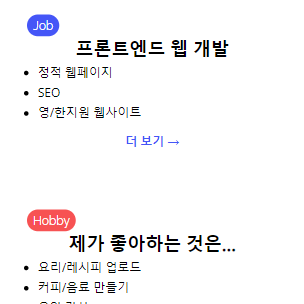 Job
프론트엔드 웹 개발
정적 웹페이지
SEO
영/한지원 웹사이트
더 보기 →
Hobby
제가 좋아하는 것은...
요리/레시피 업로드
커피/음료 만들기